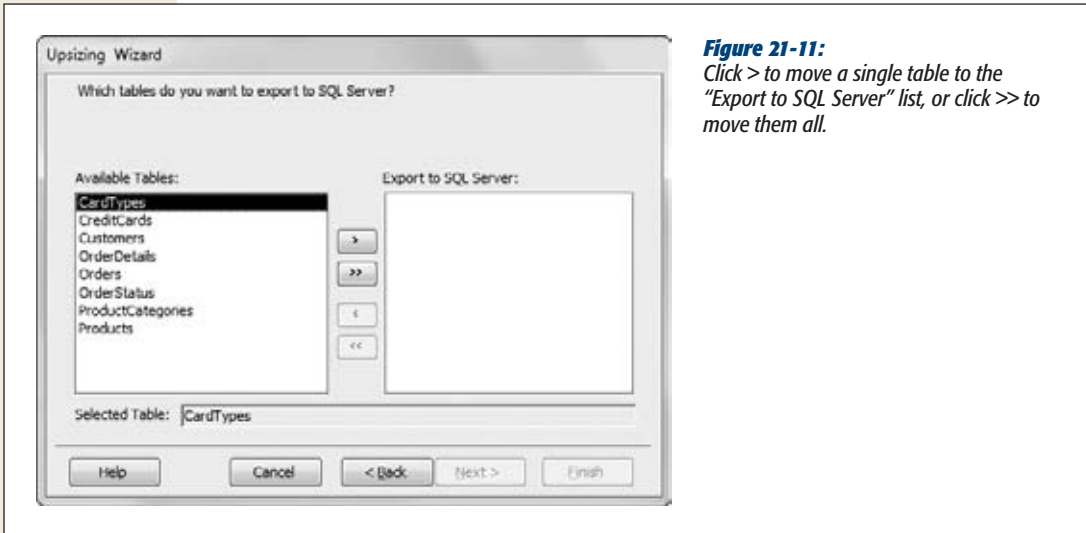 Upsizing Wizard
Which tables do you want to export to SQL Server?
Available Tables:
CardTypes
CreditCards
Customers
OrderDetails
Orders
OrderStatus
ProductCategories
Products
>
>>
<
<<
Export to SQL Server:
Selected Table: CardTypes
Help
Cancel
< Back
Next >
Finish
Figure 21-11:
Click > to move a single table to the
“Export to SQL Server” list, or click >> to
move them all.